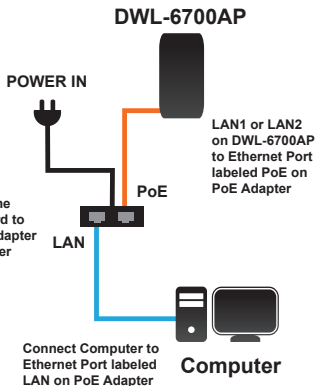 DWL-6700AP
POWER IN
LAN1 or LAN2
on DWL-6700AP
to Ethernet Port
labeled PoE on
PoE Adapter
PoE
to
LAN
Connect Computer to
Ethernet Port labeled
LAN on PoE Adapter
Computer